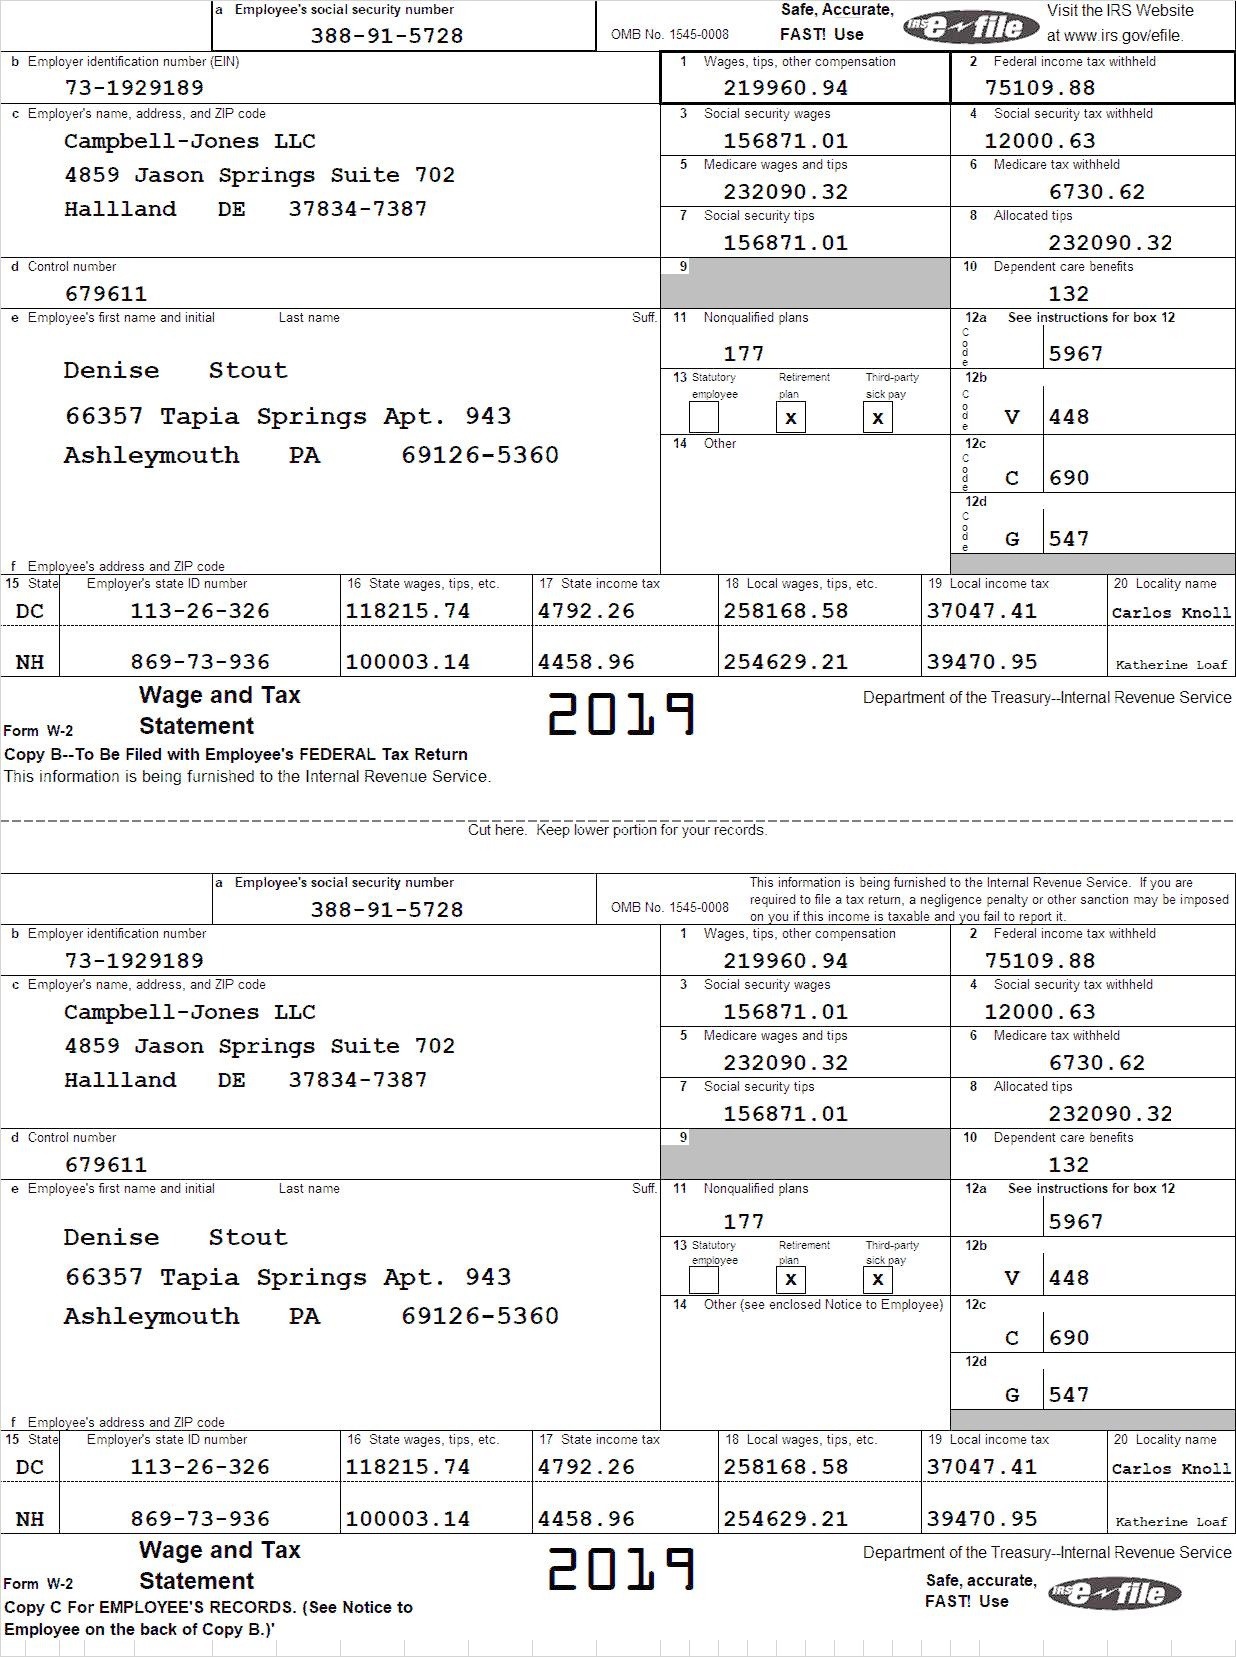 a Employee's social security number
388-91-5728
OMB No. 1545-0008
Safe, Accurate,
FAST! Use
IRS e-file
Visit the IRS Website
at www.irs.gov/efile.
b Employer identification number (EIN)
73-1929189
1 Wages, tips, other compensation
219960.94
2 Federal income tax withheld
75109.88
c Employer's name, address, and ZIP code
Campbell-Jones LLC
4859 Jason Springs Suite 702
Hallland DE 37834-7387
3 Social security wages
156871.01
4 Social security tax withheld
12000.63
5 Medicare wages and tips
232090.32
6 Medicare tax withheld
6730.62
7 Social security tips
156871.01
8 Allocated tips
232090.32
d Control number
679611
9
10 Dependent care benefits
132
e Employee's first name and initial Last name Suff.
Denise Stout
66357 Tapia Springs Apt. 943
Ashleymouth PA 69126-5360
f Employee's address and ZIP code
11 Nonqualified plans
177
12a See instructions for box 12
Code 5967
13 Statutory employee Retirement plan Third-party sick pay
x x
12b
Code V 448
14 Other
12c
Code C 690
12d
Code G 547
15 State Employer's state ID number 16 State wages, tips, etc. 17 State income tax 18 Local wages, tips, etc. 19 Local income tax 20 Locality name
DC 113-26-326 118215.74 4792.26 258168.58 37047.41 Carlos Knoll
NH 869-73-936 100003.14 4458.96 254629.21 39470.95 Katherine Loaf
Form W-2
Wage and Tax
Statement
2019
Department of the Treasury--Internal Revenue Service
Copy B--To Be Filed with Employee's FEDERAL Tax Return
This information is being furnished to the Internal Revenue Service.
Cut here. Keep lower portion for your records.
a Employee's social security number
388-91-5728
OMB No. 1545-0008
This information is being furnished to the Internal Revenue Service. If you are
required to file a tax return, a negligence penalty or other sanction may be imposed
on you if this income is taxable and you fail to report it.
b Employer identification number
73-1929189
1 Wages, tips, other compensation
219960.94
2 Federal income tax withheld
75109.88
c Employer's name, address, and ZIP code
Campbell-Jones LLC
4859 Jason Springs Suite 702
Hallland DE 37834-7387
3 Social security wages
156871.01
4 Social security tax withheld
12000.63
5 Medicare wages and tips
232090.32
6 Medicare tax withheld
6730.62
7 Social security tips
156871.01
8 Allocated tips
232090.32
d Control number
679611
9
10 Dependent care benefits
132
e Employee's first name and initial Last name Suff.
Denise Stout
66357 Tapia Springs Apt. 943
Ashleymouth PA 69126-5360
f Employee's address and ZIP code
11 Nonqualified plans
177
12a See instructions for box 12
5967
13 Statutory employee Retirement plan Third-party sick pay
x x
12b
V 448
14 Other (see enclosed Notice to Employee)
12c
C 690
12d
G 547
15 State Employer's state ID number 16 State wages, tips, etc. 17 State income tax 18 Local wages, tips, etc. 19 Local income tax 20 Locality name
DC 113-26-326 118215.74 4792.26 258168.58 37047.41 Carlos Knoll
NH 869-73-936 100003.14 4458.96 254629.21 39470.95 Katherine Loaf
Form W-2
Wage and Tax
Statement
2019
Department of the Treasury--Internal Revenue Service
Safe, accurate,
FAST! Use
IRS e-file
Copy C For EMPLOYEE'S RECORDS. (See Notice to
Employee on the back of Copy B.)'